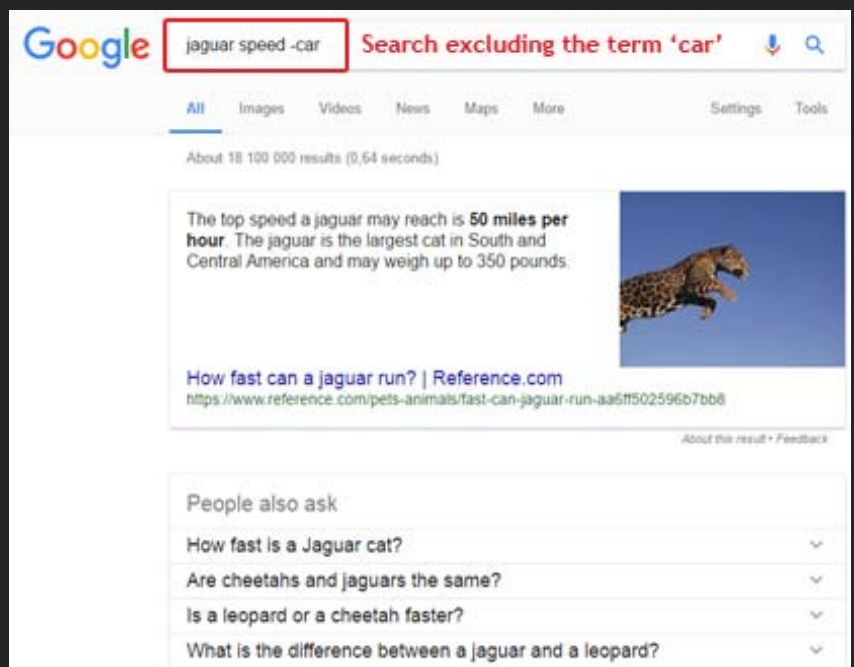 Google jaguar speed -car Search excluding the term ‘car’
All Images Videos News Maps More Settings Tools
About 18 100 000 results (0,64 seconds)
The top speed a jaguar may reach is 50 miles per
hour. The jaguar is the largest cat in South and
Central America and may weigh up to 350 pounds.
How fast can a jaguar run? | Reference.com
https://www.reference.com/pets-animals/fast-can-jaguar-run-aa6ff502596b7bb8
About this result • Feedback
People also ask
How fast is a Jaguar cat?
Are cheetahs and jaguars the same?
Is a leopard or a cheetah faster?
What is the difference between a jaguar and a leopard?